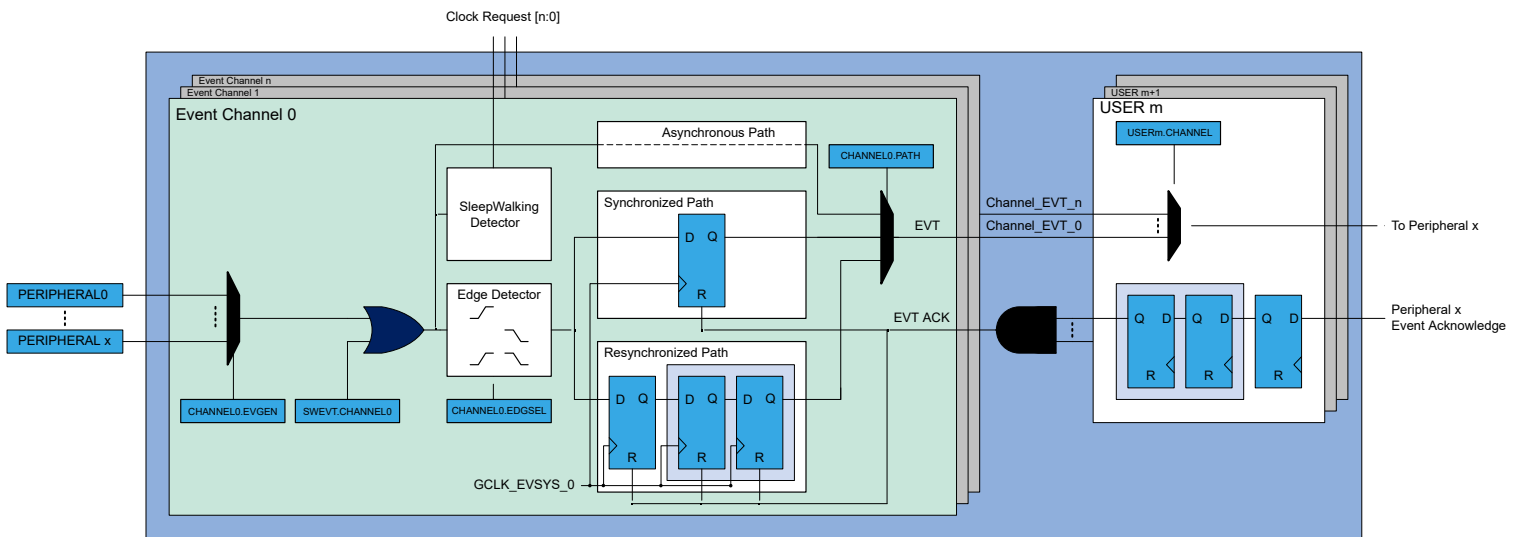 Clock Request [n:0]
Event Channel n
Event Channel 1
Event Channel 0
USER m+1
USER m
Asynchronous Path
USERm.CHANNEL
CHANNEL0.PATH
SleepWalking
Detector
Synchronized Path
Channel_EVT_n
D Q
EVT
Channel_EVT_0
To Peripheral x
PERIPHERAL0
Edge Detector
R
PERIPHERAL x
EVT ACK
Q D
Q D
Q D
Peripheral x
Event Acknowledge
Resynchronized Path
R
R
R
CHANNEL0.EVGEN
SWEVT.CHANNEL0
CHANNEL0.EDGSEL
D Q
D Q
D Q
R
R
R
GCLK_EVSYS_0